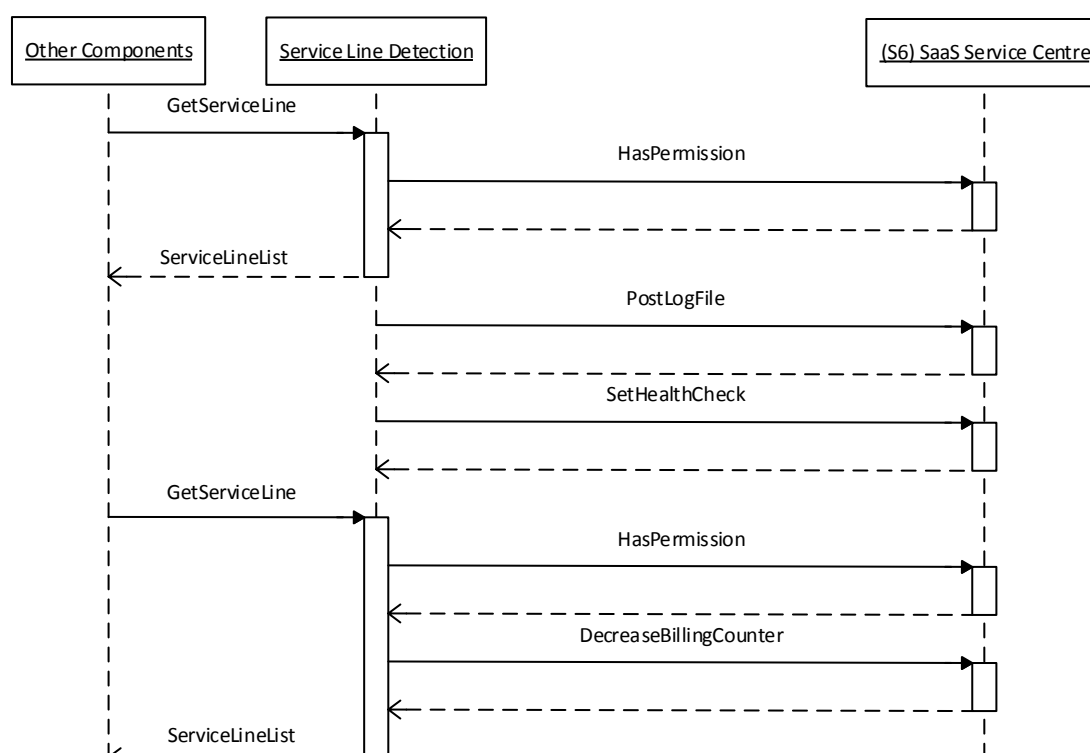 Other Components
Service Line Detection
(S6) SaaS Service Centre
GetServiceLine
HasPermission
ServiceLineList
PostLogFile
SetHealthCheck
GetServiceLine
HasPermission
DecreaseBillingCounter
ServiceLineList